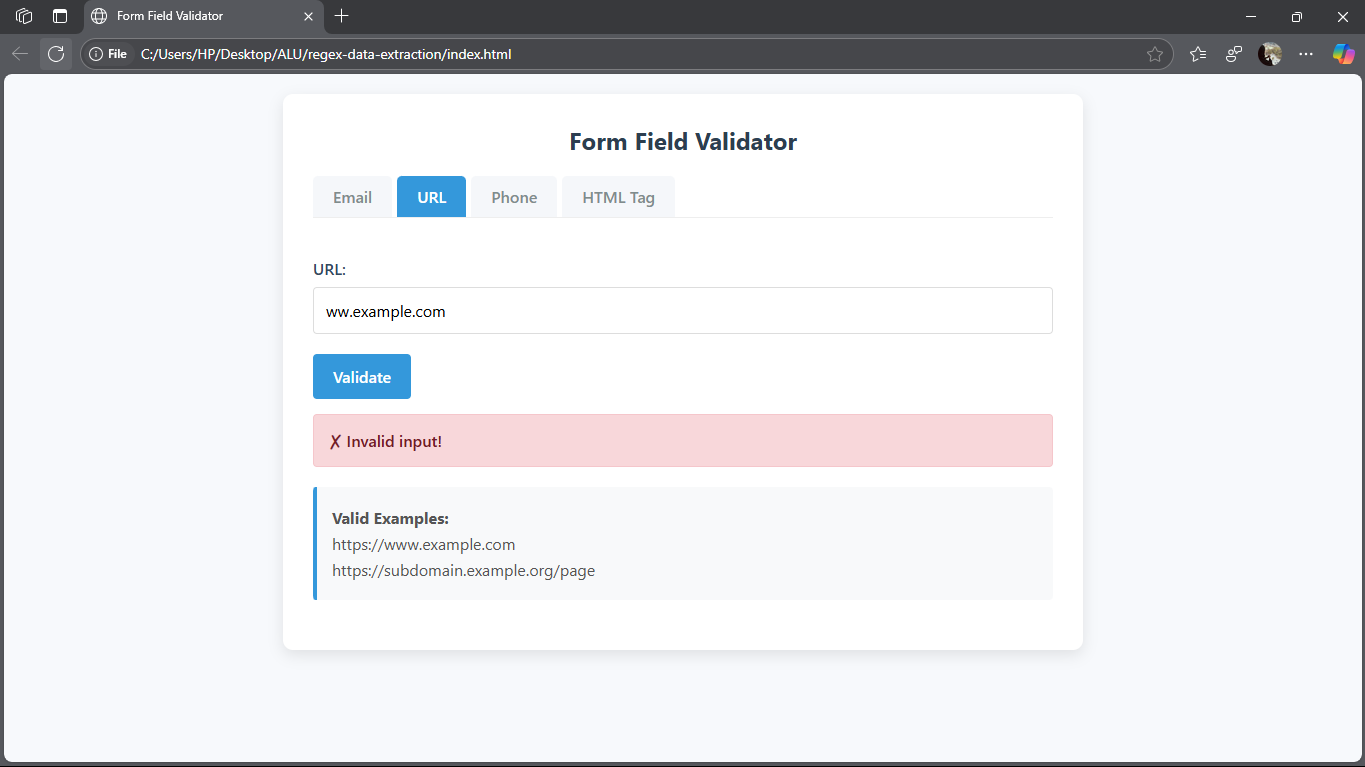 Form Field Validator
File C:/Users/HP/Desktop/ALU/regex-data-extraction/index.html
Form Field Validator
Email URL Phone HTML Tag
URL:
ww.example.com
Validate
✗ Invalid input!
Valid Examples:
https://www.example.com
https://subdomain.example.org/page